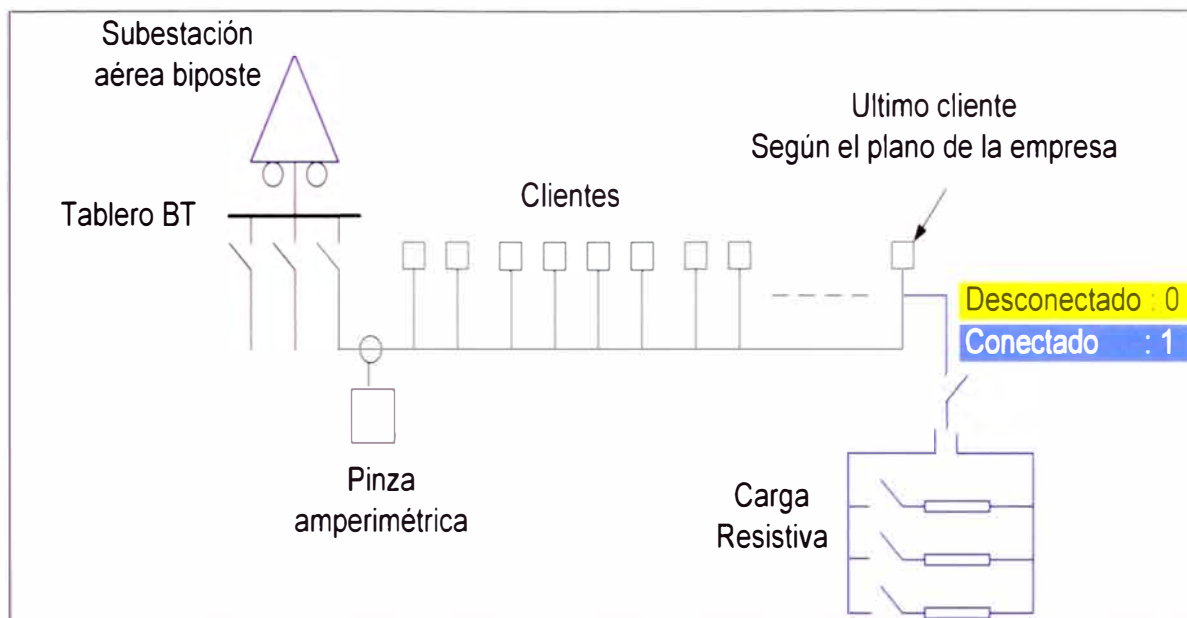 Subestación
aérea biposte
Ultimo cliente
Según el plano de la empresa
Clientes
Tablero BT
Desconectado : 0
Conectado : 1
Pinza
amperimétrica
Carga
Resistiva